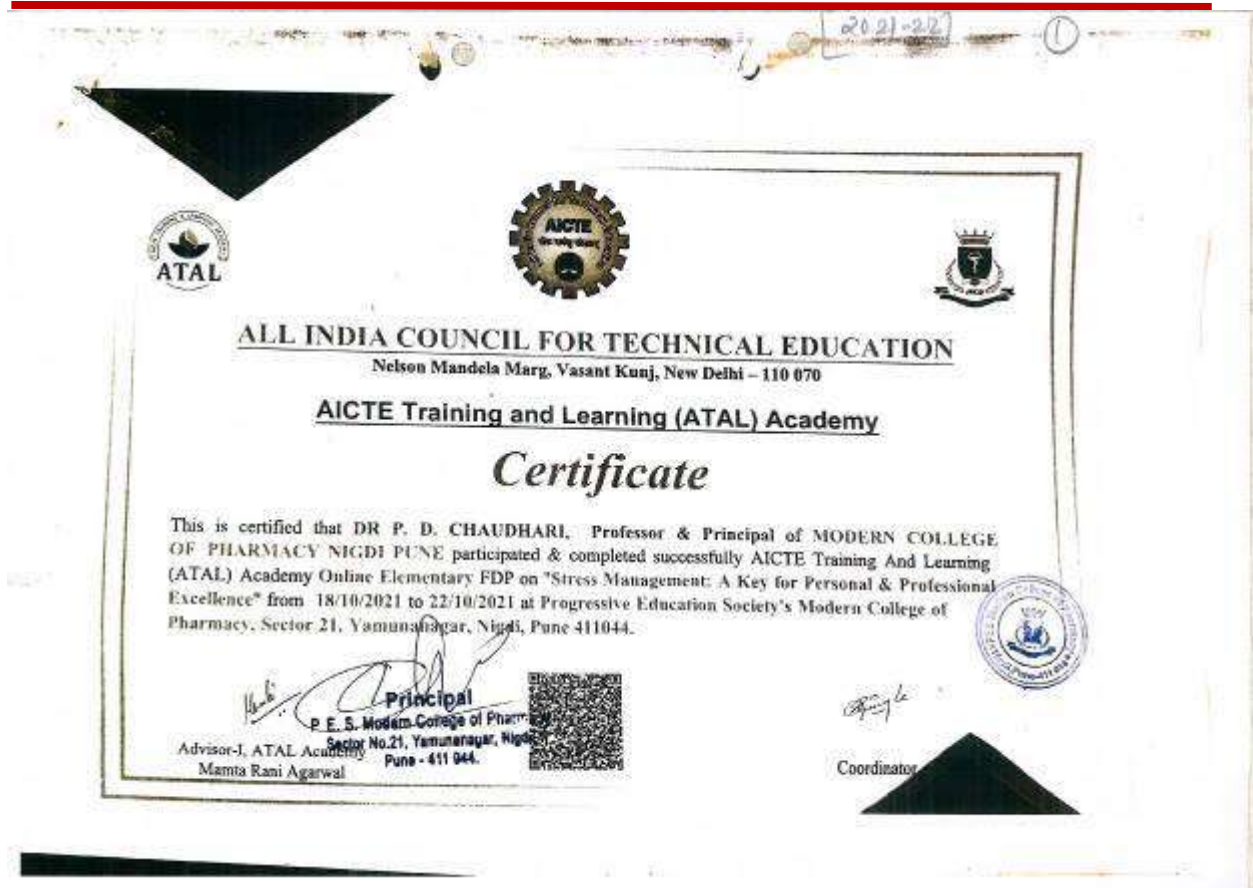 [2021-22]
1
ATAL
AICTE
ALL INDIA COUNCIL FOR TECHNICAL EDUCATION
Nelson Mandela Marg, Vasant Kunj, New Delhi – 110 070
AICTE Training and Learning (ATAL) Academy
Certificate
This is certified that DR P. D. CHAUDHARI, Professor & Principal of MODERN COLLEGE
OF PHARMACY NIGDI PUNE participated & completed successfully AICTE Training And Learning
(ATAL) Academy Online Elementary FDP on "Stress Management: A Key for Personal & Professional
Excellence" from 18/10/2021 to 22/10/2021 at Progressive Education Society's Modern College of
Pharmacy, Sector 21, Yamunanagar, Nigdi, Pune 411044.
Principal
P. E. S. Modern College of Pharm
Sector No.21, Yamunanagar, Nigd
Pune - 411 044.
Advisor-I, ATAL Academy
Mamta Rani Agarwal
Coordinator